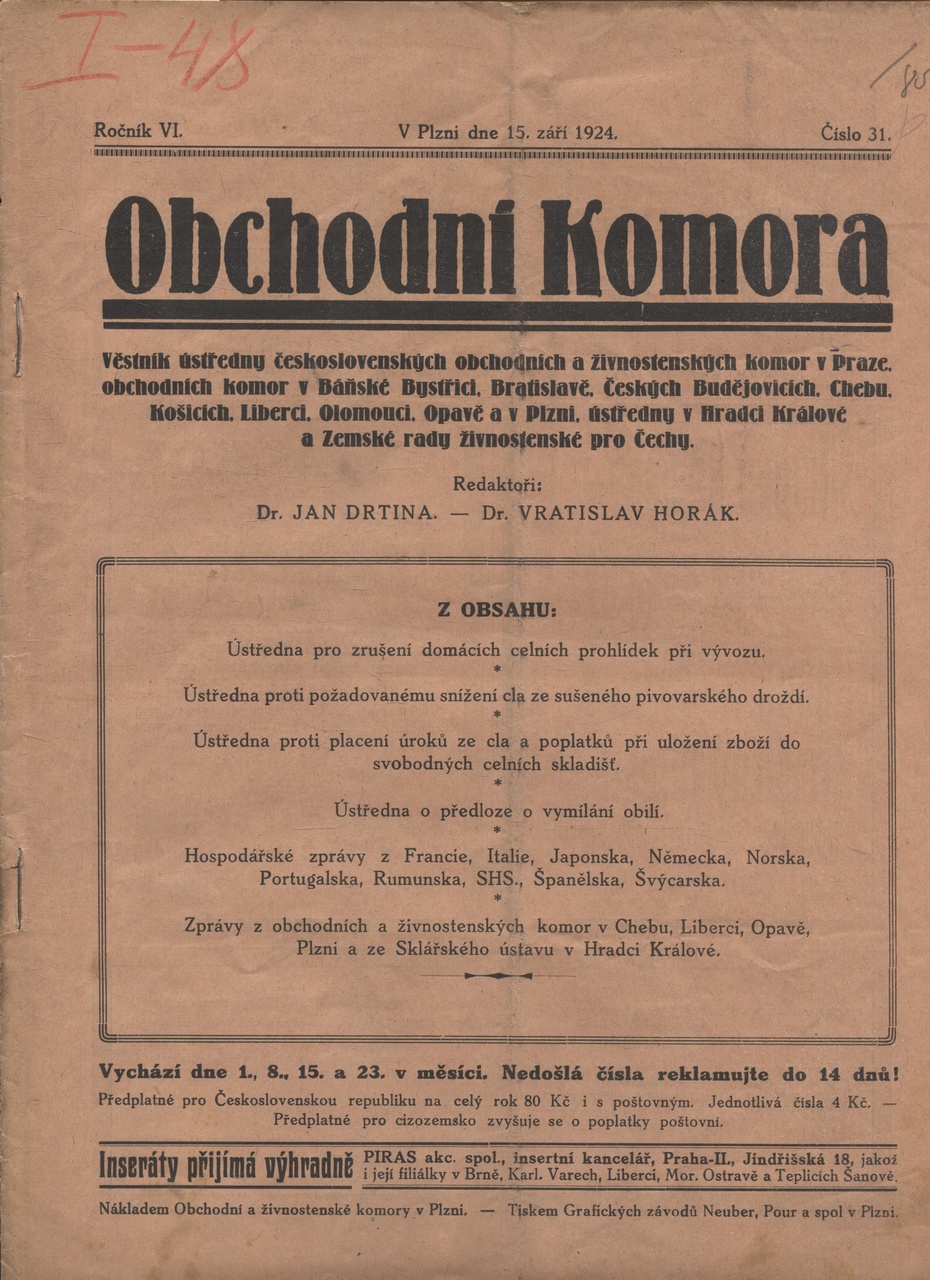 I-48
Ročník VI.
V Plzni dne 15. září 1924.
Číslo 31.
Obchodní Komora
Věstník ústředny československých obchodních a živnostenských komor v Praze,
obchodních komor v Báňské Bystřici, Bratislavě, Českých Budějovicích, Chebu,
Košicích, Liberci, Olomouci, Opavě a v Plzni, ústředny v Hradci Králové
a Zemské rady živnostenské pro Čechy.
Redaktoři:
Dr. JAN DRTINA. — Dr. VRATISLAV HORÁK.
Z OBSAHU:
Ústředna pro zrušení domácích celních prohlídek při vývozu.
*
Ústředna proti požadovanému snížení cla ze sušeného pivovarského droždí.
*
Ústředna proti placení úroků ze cla a poplatků při uložení zboží do
svobodných celních skladišť.
*
Ústředna o předloze o vymílání obilí.
*
Hospodářské zprávy z Francie, Italie, Japonska, Německa, Norska,
Portugalska, Rumunska, SHS., Španělska, Švýcarska.
*
Zprávy z obchodních a živnostenských komor v Chebu, Liberci, Opavě,
Plzni a ze Sklářského ústavu v Hradci Králové.
Vychází dne 1., 8., 15. a 23. v měsíci. Nedošlá čísla reklamujte do 14 dnů!
Předplatné pro Československou republiku na celý rok 80 Kč i s poštovným. Jednotlivá čísla 4 Kč. —
Předplatné pro cizozemsko zvyšuje se o poplatky poštovní.
Inseráty přijímá výhradně
PIRAS akc. spol., insertní kancelář, Praha-II., Jindřišská 18, jakož
i její filiálky v Brně, Karl. Varech, Liberci, Mor. Ostravě a Teplicích Šanově.
Nákladem Obchodní a živnostenské komory v Plzni. — Tiskem Grafických závodů Neuber, Pour a spol v Plzni.